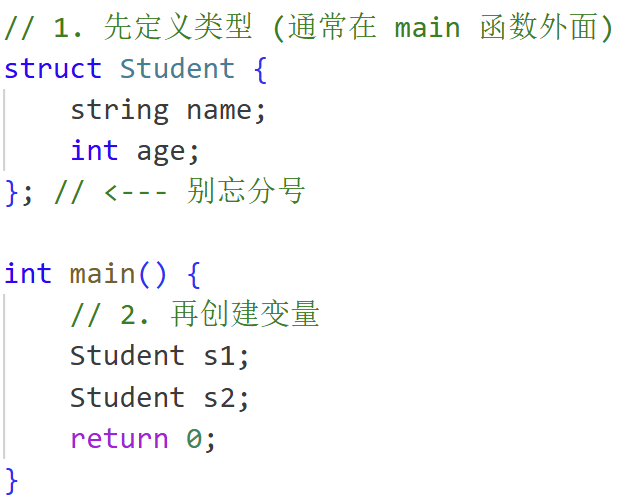 // 1. 先定义类型 (通常在 main 函数外面)
struct Student {
    string name;
    int age;
}; // <--- 别忘分号

int main() {
    // 2. 再创建变量
    Student s1;
    Student s2;
    return 0;
}